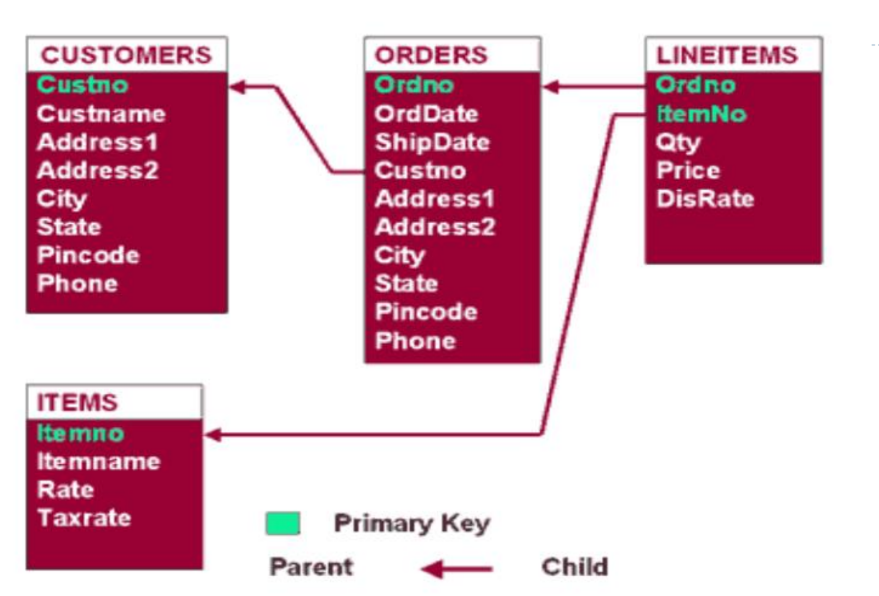 CUSTOMERS
Custno
Custname
Address1
Address2
City
State
Pincode
Phone
ORDERS
Ordno
OrdDate
ShipDate
Custno
Address1
Address2
City
State
Pincode
Phone
LINEITEMS
Ordno
ItemNo
Qty
Price
DisRate
ITEMS
Itemno
Itemname
Rate
Taxrate
Primary Key
Parent Child